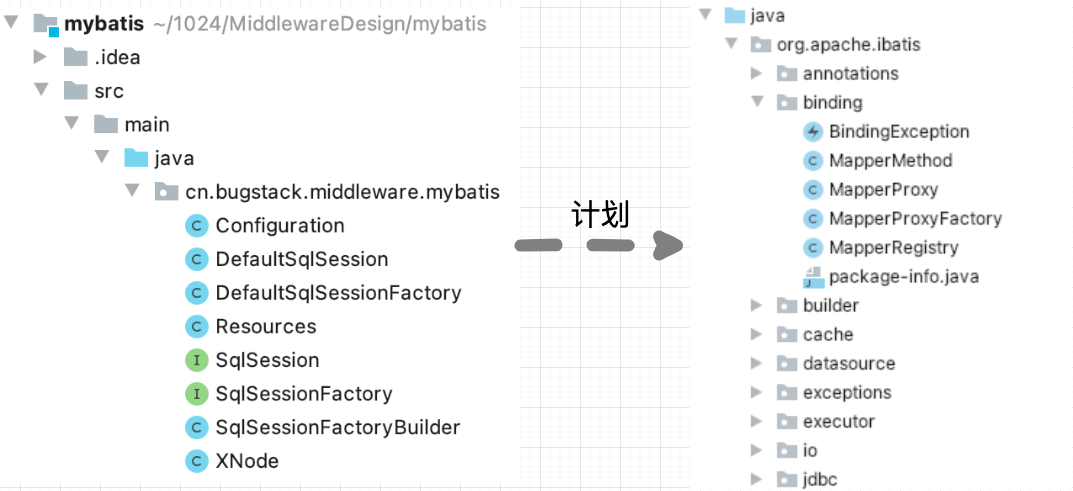 mybatis ~/1024/MiddlewareDesign/mybatis
.idea
src
main
java
cn.bugstack.middleware.mybatis
Configuration
DefaultSqlSession
DefaultSqlSessionFactory
Resources
SqlSession
SqlSessionFactory
SqlSessionFactoryBuilder
XNode
计划
java
org.apache.ibatis
annotations
binding
BindingException
MapperMethod
MapperProxy
MapperProxyFactory
MapperRegistry
package-info.java
builder
cache
datasource
exceptions
executor
io
jdbc